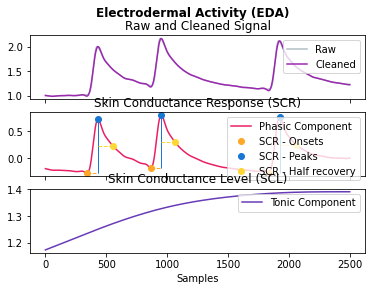 Electrodermal Activity (EDA)
Raw and Cleaned Signal
2.0
1.5
1.0
Raw
Cleaned
Skin Conductance Response (SCR)
0.5
0.0
Phasic Component
SCR - Onsets
SCR - Peaks
SCR - Half recovery
Skin Conductance Level (SCL)
1.4
1.3
1.2
Tonic Component
0 500 1000 1500 2000 2500
Samples